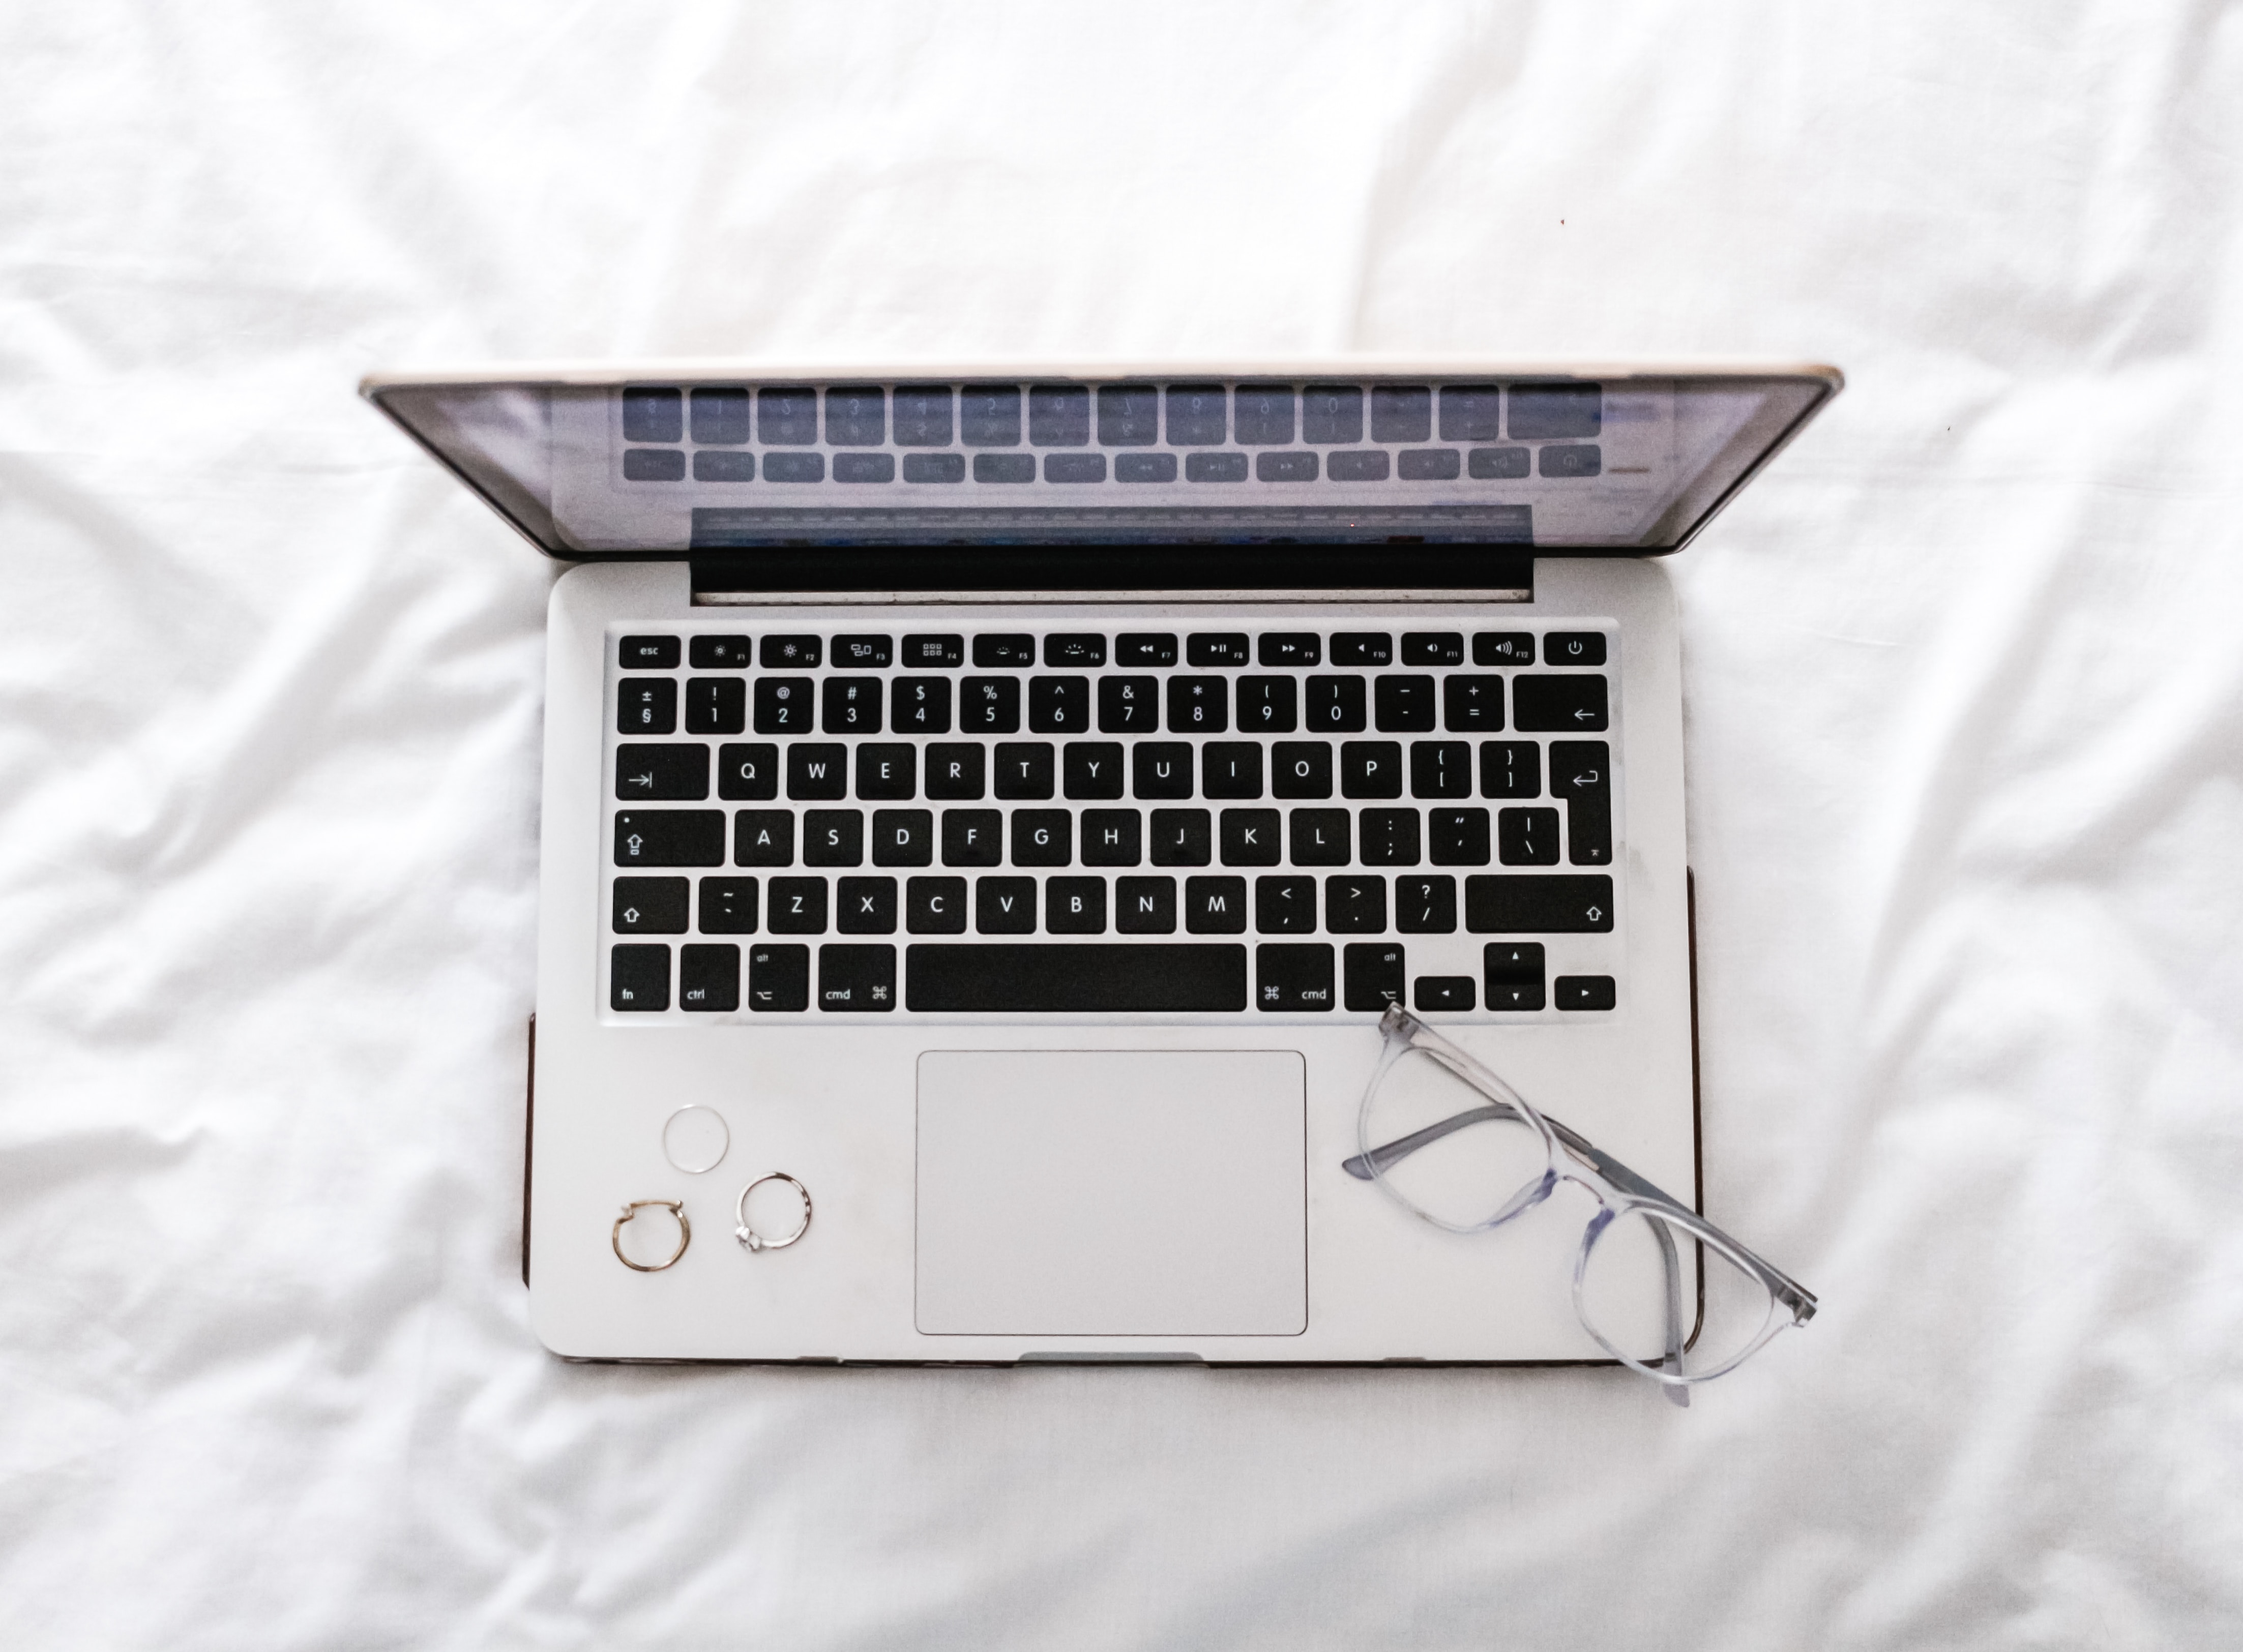 esc F1 F2 F3 F4 F5 F6 F7 F8 F9 F10 F11 F12
± ! @ # $ % ^ & * ( ) – +
§ 1 2 3 4 5 6 7 8 9 0 - =
Q W E R T Y U I O P { [ } ]
A S D F G H J K L : ; “ ‘ | \
~ ` Z X C V B N M < , > . ? /
alt alt
fn ctrl cmd ⌘ ⌘ cmd